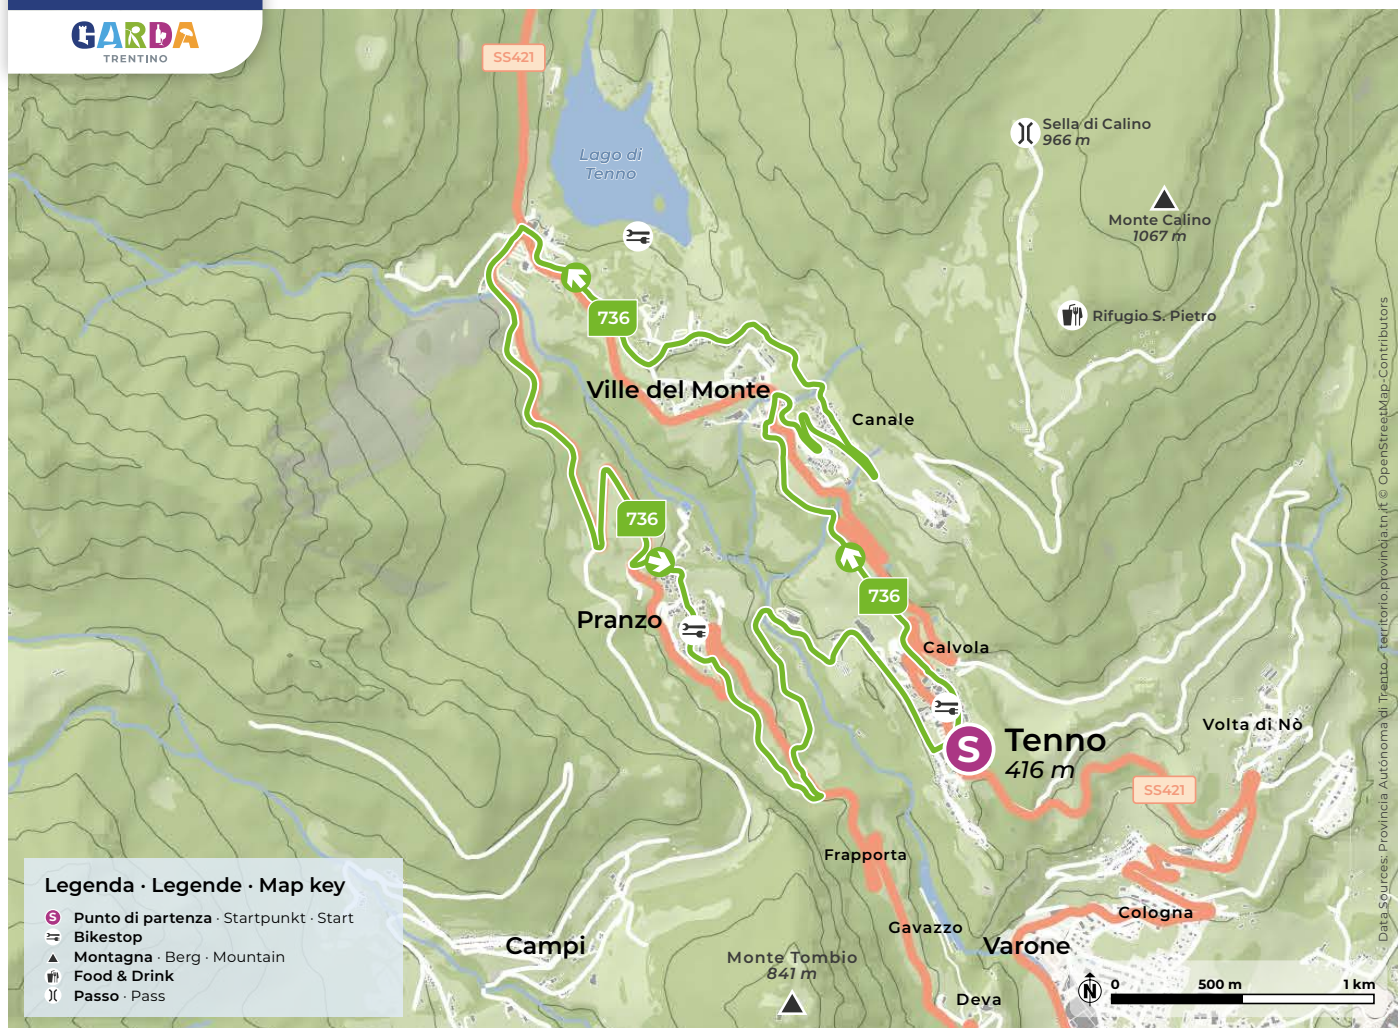 GARDA
TRENTINO
SS421
Lago di
Tenno
Sella di Calino
966 m
Monte Calino
1067 m
Rifugio S. Pietro
736
Ville del Monte
Canale
736
736
Pranzo
Calvola
S
Tenno
416 m
Volta di Nò
SS421
Frapporta
Cologna
Gavazzo
Varone
Campi
Monte Tombio
841 m
Deva
N
0 500 m 1 km
Legenda · Legende · Map key
S Punto di partenza · Startpunkt · Start
Bikestop
Montagna · Berg · Mountain
Food & Drink
Passo · Pass
Data Sources: Provincia Autónoma di Trento - territorio.provincia.tn.it © OpenStreetMap-Contributors